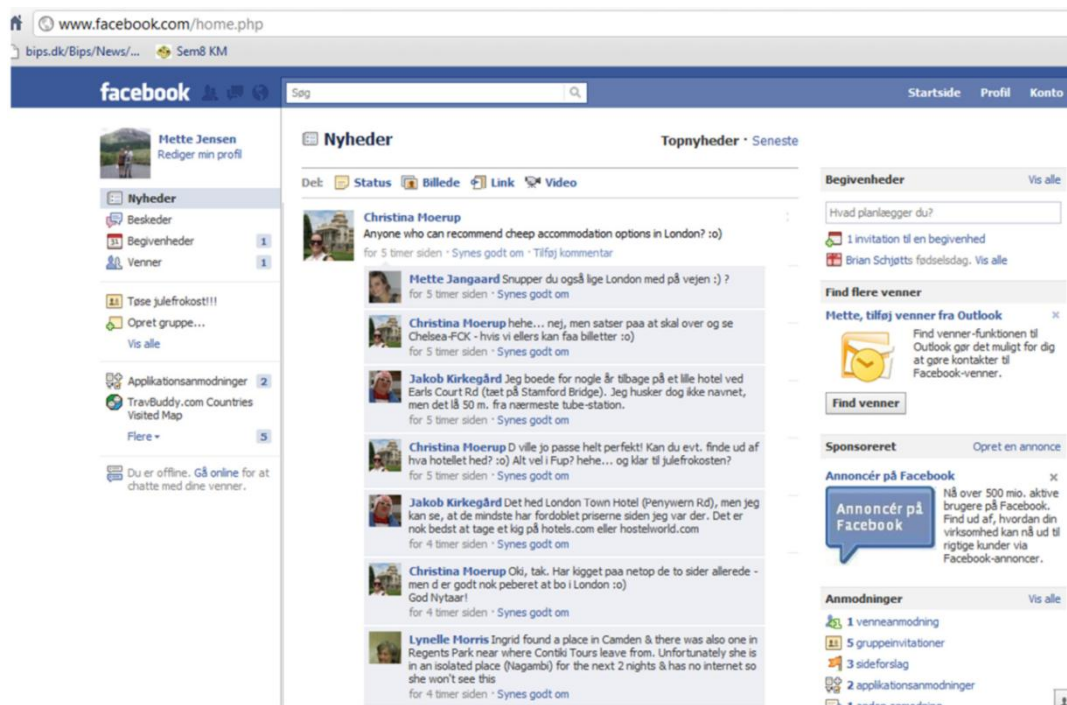 www.facebook.com/home.php
bips.dk/Bips/News/... Sem8 KM
facebook
Søg
Startside Profil Konto
Mette Jensen
Rediger min profil
Nyheder
Beskeder
Begivenheder 1
Venner 1
Tøse julefrokost!!!
Opret gruppe...
Vis alle
Applikationsanmodninger 2
TravBuddy.com Countries
Visited Map
Flere 5
Du er offline. Gå online for at
chatte med dine venner.
Nyheder
Topnyheder · Seneste
Del: Status Billede Link Video
Christina Moerup
Anyone who can recommend cheep accommodation options in London? :o)
for 5 timer siden · Synes godt om · Tilføj kommentar
Mette Jangaard Snupper du også lige London med på vejen :) ?
for 5 timer siden · Synes godt om
Christina Moerup hehe... nej, men satser paa at skal over og se
Chelsea-FCK - hvis vi ellers kan faa billetter :o)
for 5 timer siden · Synes godt om
Jakob Kirkegård Jeg boede for nogle år tilbage på et lille hotel ved
Earls Court Rd (tæt på Stamford Bridge). Jeg husker dog ikke navnet,
men det lå 50 m. fra nærmeste tube-station.
for 5 timer siden · Synes godt om
Christina Moerup D ville jo passe helt perfekt! Kan du evt. finde ud af
hva hotellet hed? :o) Alt vel i Fup? hehe... og klar til julefrokosten?
for 5 timer siden · Synes godt om
Jakob Kirkegård Det hed London Town Hotel (Penywern Rd), men jeg
kan se, at de mindste har fordoblet priserne siden jeg var der. Det er
nok bedst at tage et kig på hotels.com eller hostelworld.com
for 4 timer siden · Synes godt om
Christina Moerup Oki, tak. Har kigget paa netop de to sider allerede -
men d er godt nok peberet at bo i London :o)
God Nytaar!
for 4 timer siden · Synes godt om
Lynelle Morris Ingrid found a place in Camden & there was also one in
Regents Park near where Contiki Tours leave from. Unfortunately she is
in an isolated place (Nagambi) for the next 2 nights & has no internet so
she won't see this
for 4 timer siden · Synes godt om
Begivenheder Vis alle
Hvad planlægger du?
1 invitation til en begivenhed
Brian Schjøtts fødselsdag. Vis alle
Find flere venner
Mette, tilføj venner fra Outlook
Find venner-funktionen til
Outlook gør det muligt for dig
at gøre kontakter til
Facebook-venner.
Find venner
Sponsoreret Opret en annonce
Annoncér på Facebook
Annoncér på
Facebook
Nå over 500 mio. aktive
brugere på Facebook.
Find ud af, hvordan din
virksomhed kan nå ud til
rigtige kunder via
Facebook-annoncer.
Anmodninger Vis alle
1 venneanmodning
5 gruppeinvitationer
3 sideforslag
2 applikationsanmodninger